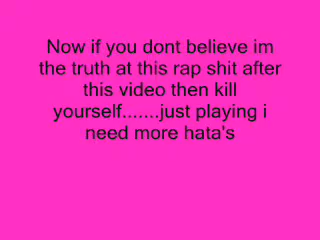 Now if you dont believe im
the truth at this rap shit after
this video then kill
yourself.......just playing i
need more hata's